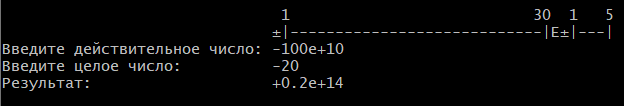 1 30 1 5
±|----------------------------|E±|---|
Введите действительное число: -100e+10
Введите целое число: -20
Результат: +0.2e+14